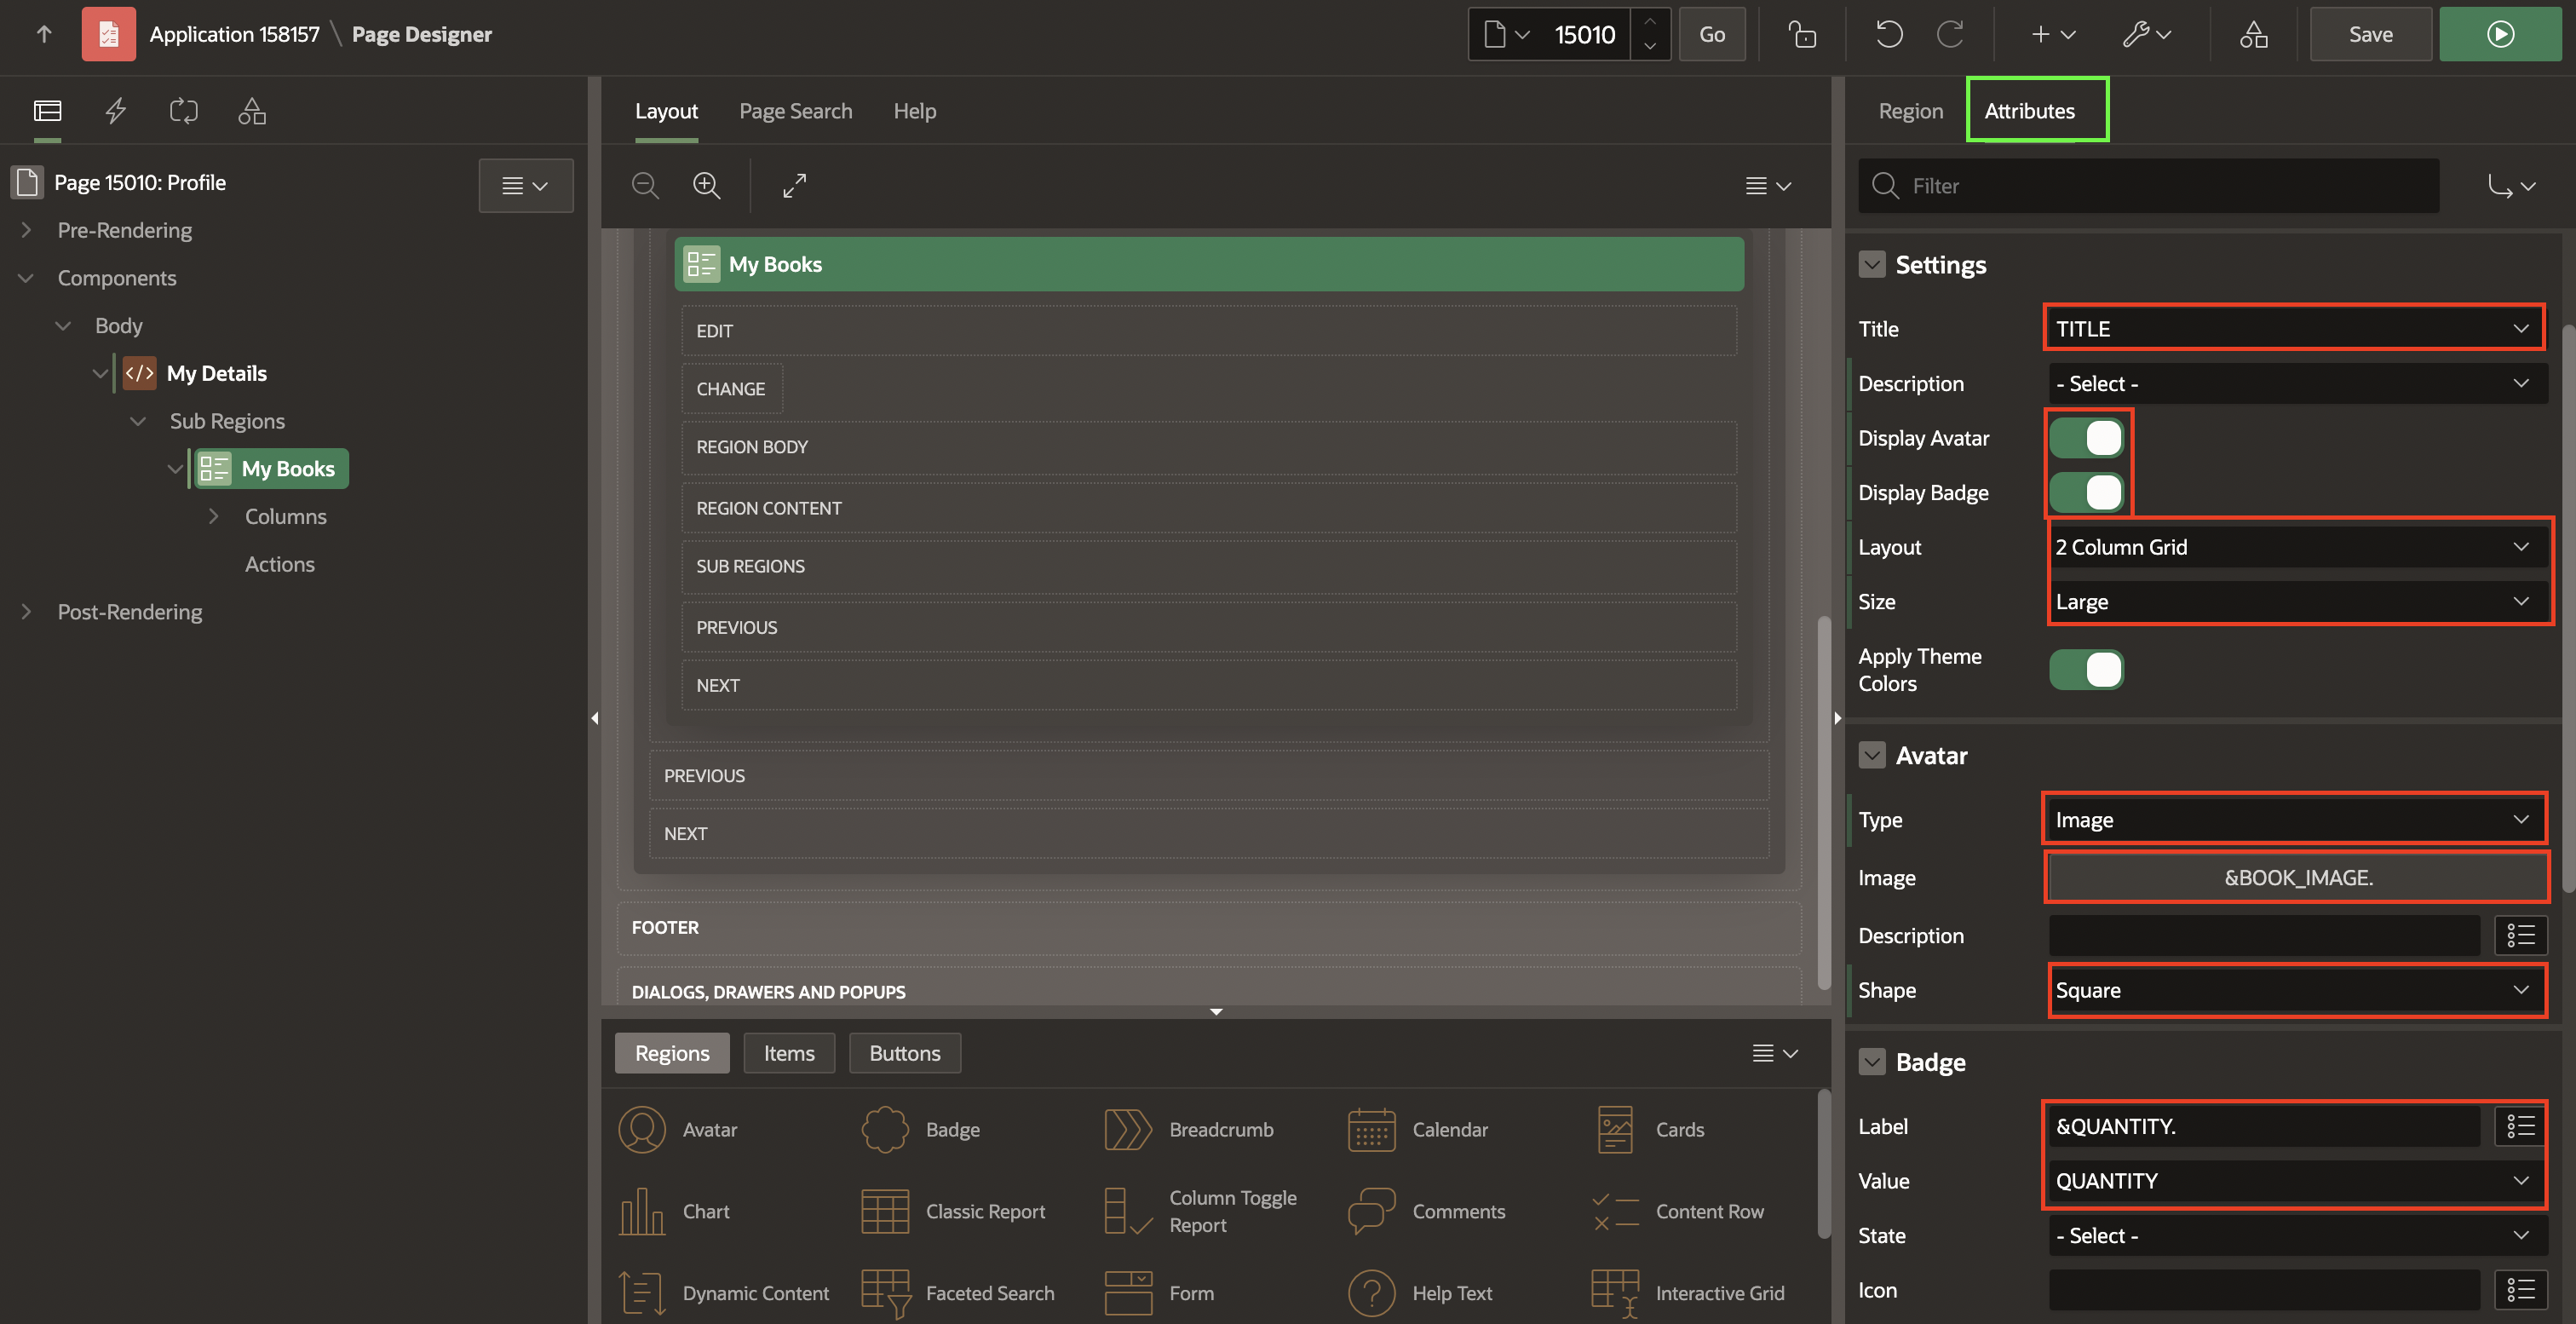 Application 158157 \ Page Designer
15010
Go
Save
Page 15010: Profile
Pre-Rendering
Components
Body
</> My Details
Sub Regions
My Books
Columns
Actions
Post-Rendering
Layout
Page Search
Help
My Books
EDIT
CHANGE
REGION BODY
REGION CONTENT
SUB REGIONS
PREVIOUS
NEXT
PREVIOUS
NEXT
FOOTER
DIALOGS, DRAWERS AND POPUPS
Regions
Items
Buttons
Avatar
Badge
Breadcrumb
Calendar
Cards
Chart
Classic Report
Column Toggle
Report
Comments
Content Row
Dynamic Content
Faceted Search
Form
Help Text
Interactive Grid
Region
Attributes
Filter
Settings
Title
TITLE
Description
- Select -
Display Avatar
Display Badge
Layout
2 Column Grid
Size
Large
Apply Theme
Colors
Avatar
Type
Image
Image
&BOOK_IMAGE.
Description
Shape
Square
Badge
Label
&QUANTITY.
Value
QUANTITY
State
- Select -
Icon